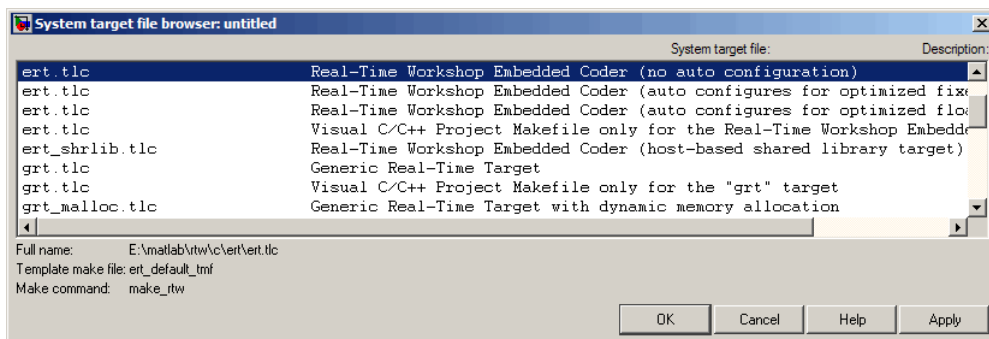 System target file browser: untitled
System target file: Description:
ert.tlc Real-Time Workshop Embedded Coder (no auto configuration)
ert.tlc Real-Time Workshop Embedded Coder (auto configures for optimized fixe
ert.tlc Real-Time Workshop Embedded Coder (auto configures for optimized floa
ert.tlc Visual C/C++ Project Makefile only for the Real-Time Workshop Embedde
ert_shrlib.tlc Real-Time Workshop Embedded Coder (host-based shared library target)
grt.tlc Generic Real-Time Target
grt.tlc Visual C/C++ Project Makefile only for the "grt" target
grt_malloc.tlc Generic Real-Time Target with dynamic memory allocation
Full name: E:\matlab\rtw\c\ert\ert.tlc
Template make file: ert_default_tmf
Make command: make_rtw
OK Cancel Help Apply